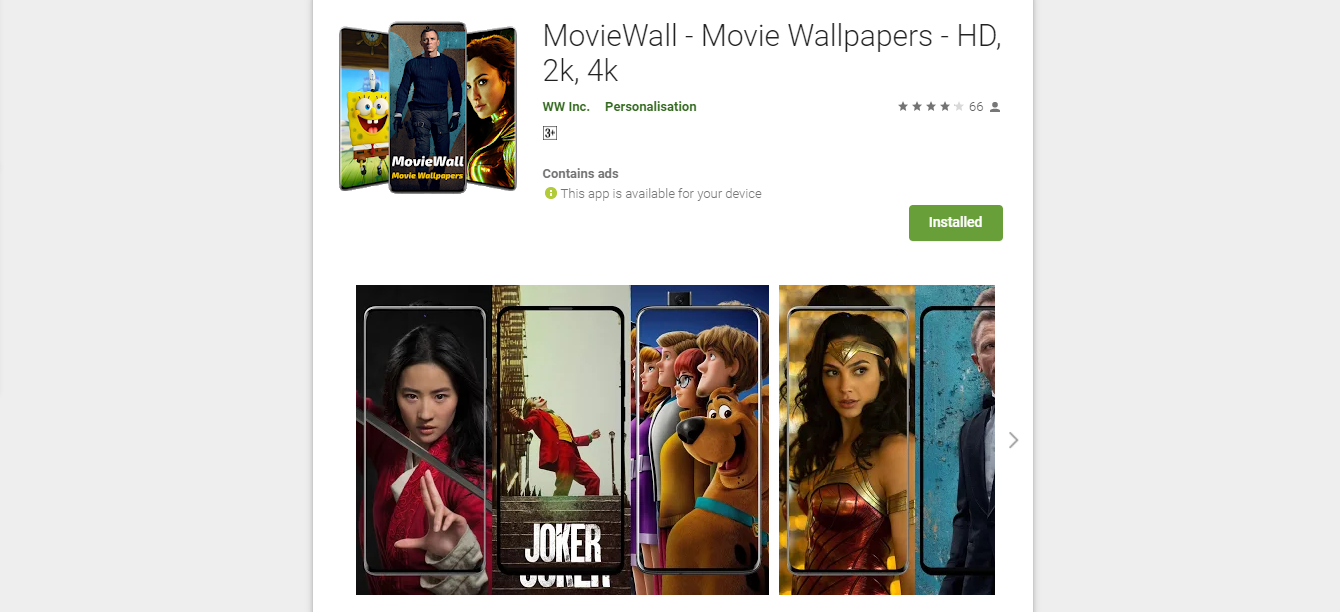 MovieWall
Movie Wallpapers
MovieWall - Movie Wallpapers - HD,
2k, 4k
WW Inc. Personalisation
66
3+
Contains ads
This app is available for your device
Installed
JOKER
JOKER